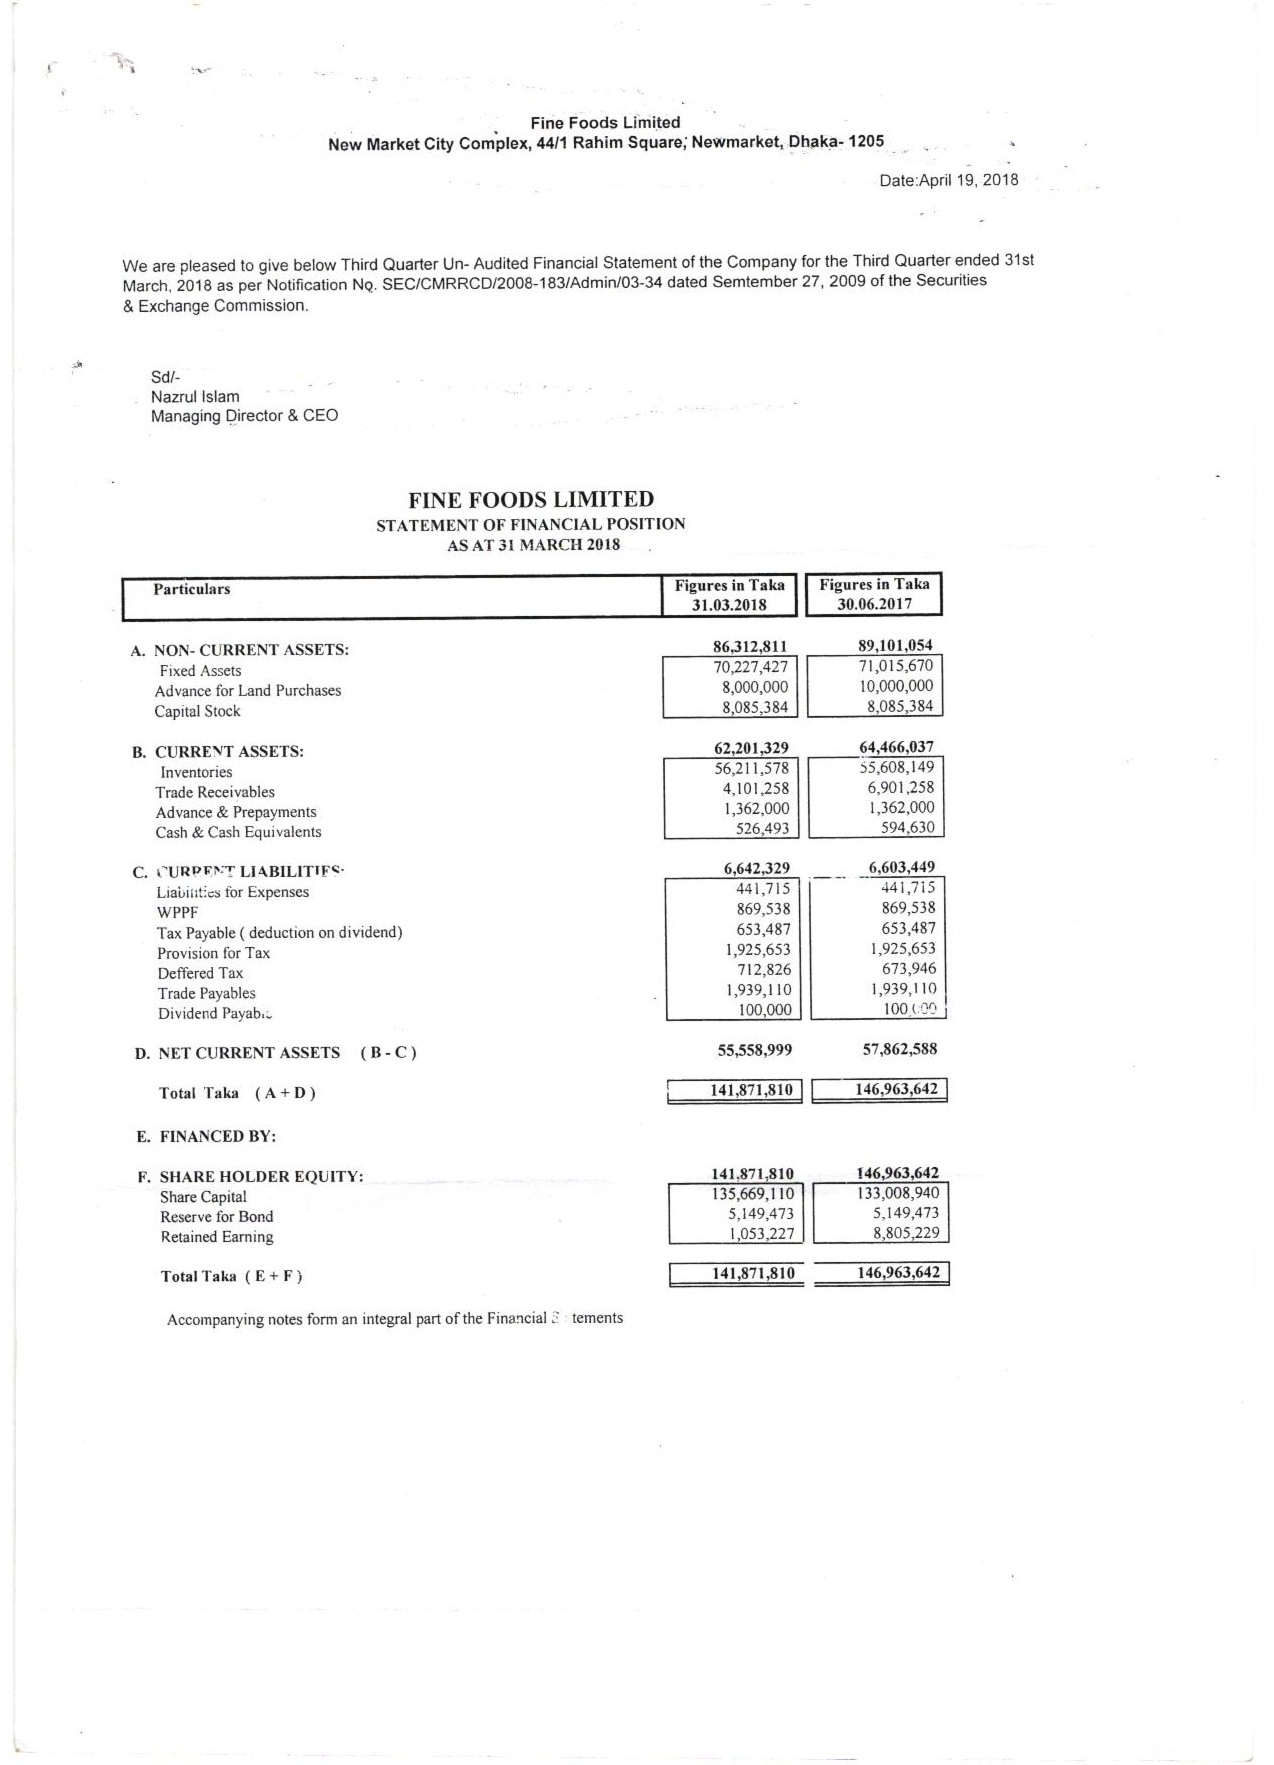 Fine Foods Limited
New Market City Complex, 44/1 Rahim Square, Newmarket, Dhaka- 1205
Date:April 19, 2018
We are pleased to give below Third Quarter Un- Audited Financial Statement of the Company for the Third Quarter ended 31st
March, 2018 as per Notification No. SEC/CMRRCD/2008-183/Admin/03-34 dated Semtember 27, 2009 of the Securities
& Exchange Commission.
Sd/-
Nazrul Islam
Managing Director & CEO
FINE FOODS LIMITED
STATEMENT OF FINANCIAL POSITION
AS AT 31 MARCH 2018
Particulars Figures in Taka 31.03.2018 Figures in Taka 30.06.2017
A. NON- CURRENT ASSETS: 86,312,811 89,101,054
Fixed Assets 70,227,427 71,015,670
Advance for Land Purchases 8,000,000 10,000,000
Capital Stock 8,085,384 8,085,384
B. CURRENT ASSETS: 62,201,329 64,466,037
Inventories 56,211,578 55,608,149
Trade Receivables 4,101,258 6,901,258
Advance & Prepayments 1,362,000 1,362,000
Cash & Cash Equivalents 526,493 594,630
C. CURRENT LIABILITIES: 6,642,329 6,603,449
Liabilities for Expenses 441,715 441,715
WPPF 869,538 869,538
Tax Payable ( deduction on dividend) 653,487 653,487
Provision for Tax 1,925,653 1,925,653
Deffered Tax 712,826 673,946
Trade Payables 1,939,110 1,939,110
Dividend Payable 100,000 100,000
D. NET CURRENT ASSETS ( B - C ) 55,558,999 57,862,588
Total Taka ( A + D ) 141,871,810 146,963,642
E. FINANCED BY:
F. SHARE HOLDER EQUITY: 141,871,810 146,963,642
Share Capital 135,669,110 133,008,940
Reserve for Bond 5,149,473 5,149,473
Retained Earning 1,053,227 8,805,229
Total Taka ( E + F ) 141,871,810 146,963,642
Accompanying notes form an integral part of the Financial Statements